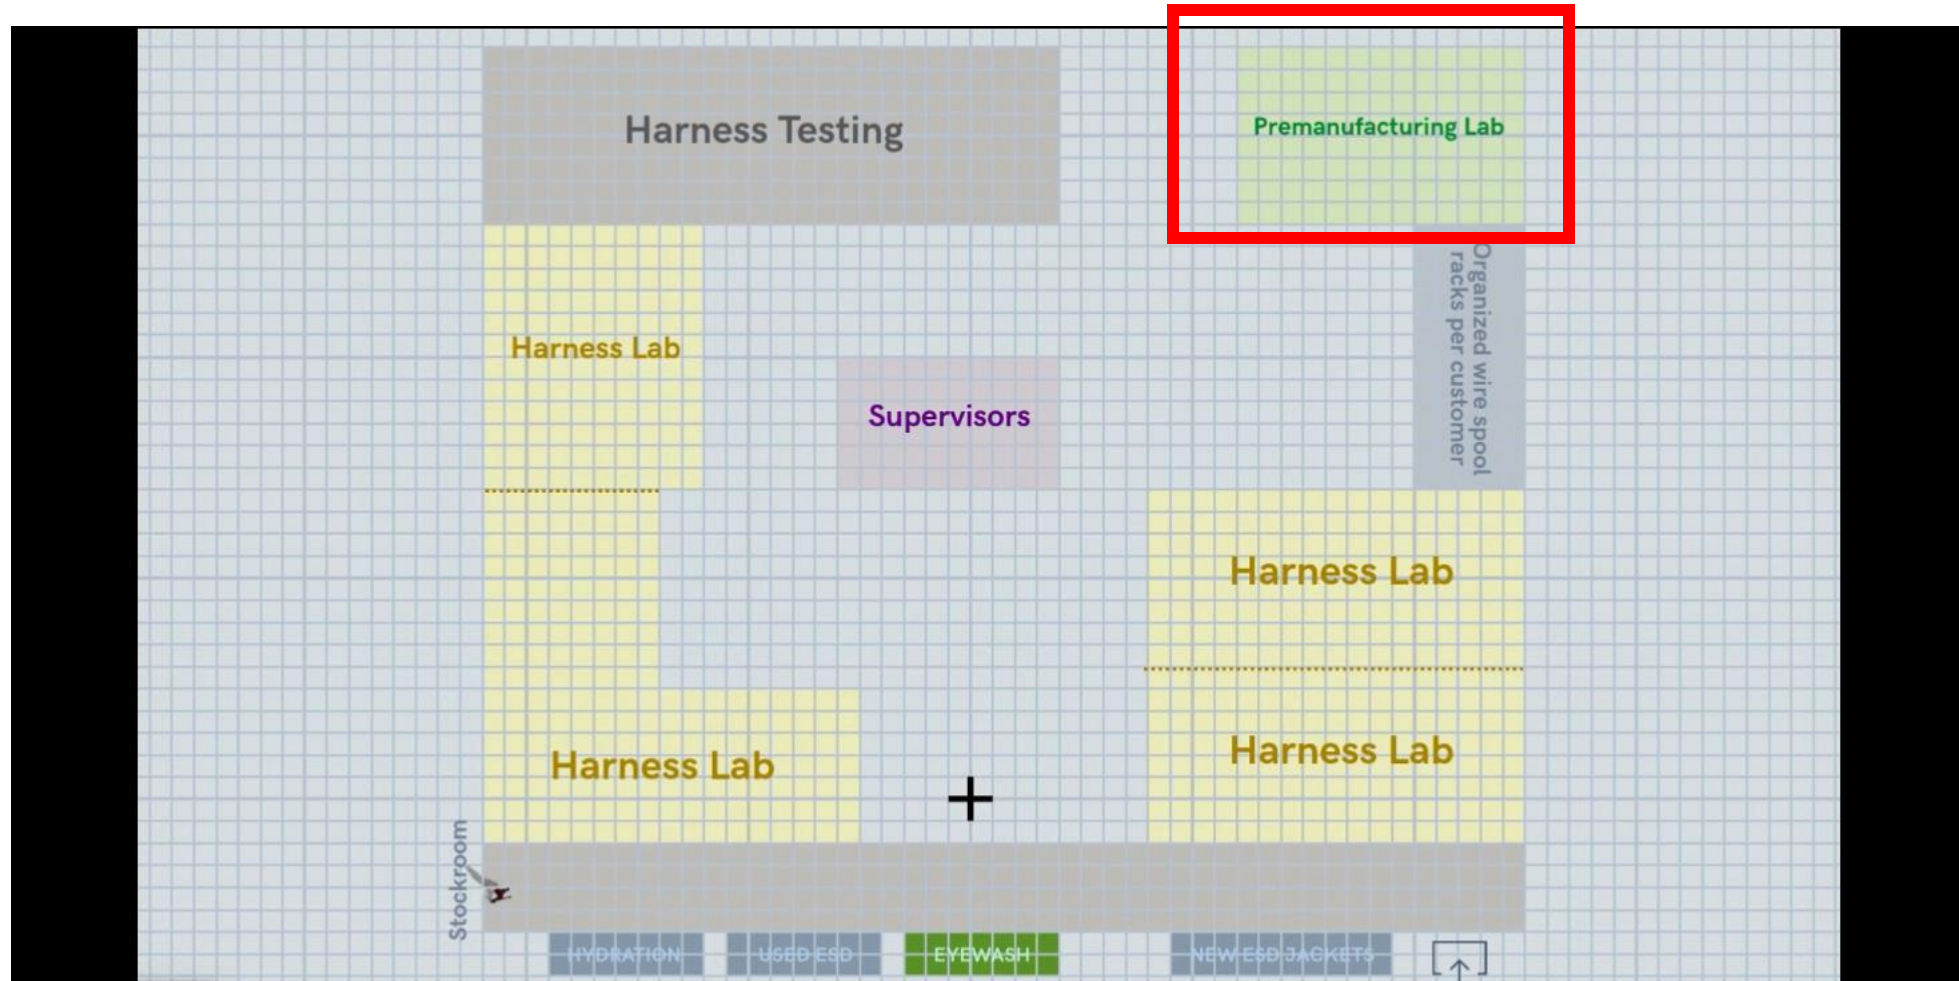 Harness Testing
Premanufacturing Lab
Organized wire spool
racks per customer
Harness Lab
Supervisors
Harness Lab
Harness Lab
Harness Lab
Stockroom
HYDRATION
USED ESD
EYEWASH
NEW ESD JACKETS